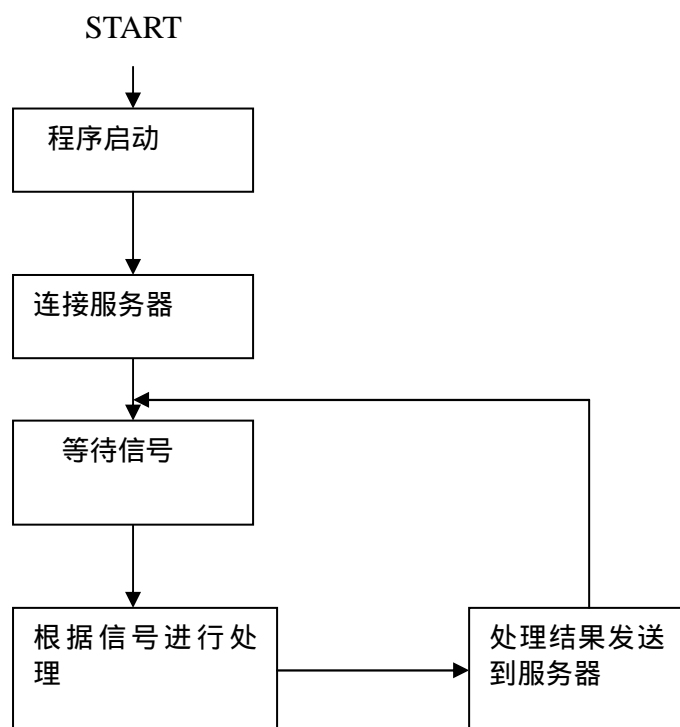 START
程序启动
连接服务器
等待信号
根据信号进行处
理
处理结果发送
到服务器